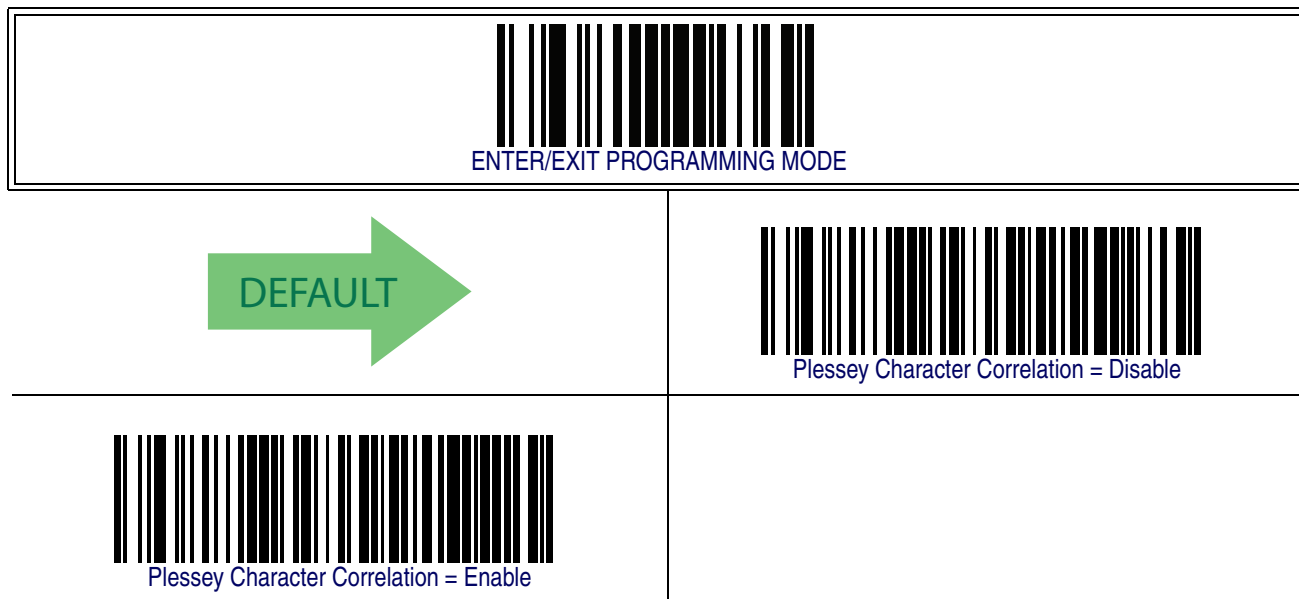 ENTER/EXIT PROGRAMMING MODE
DEFAULT
Plessey Character Correlation = Disable
Plessey Character Correlation = Enable